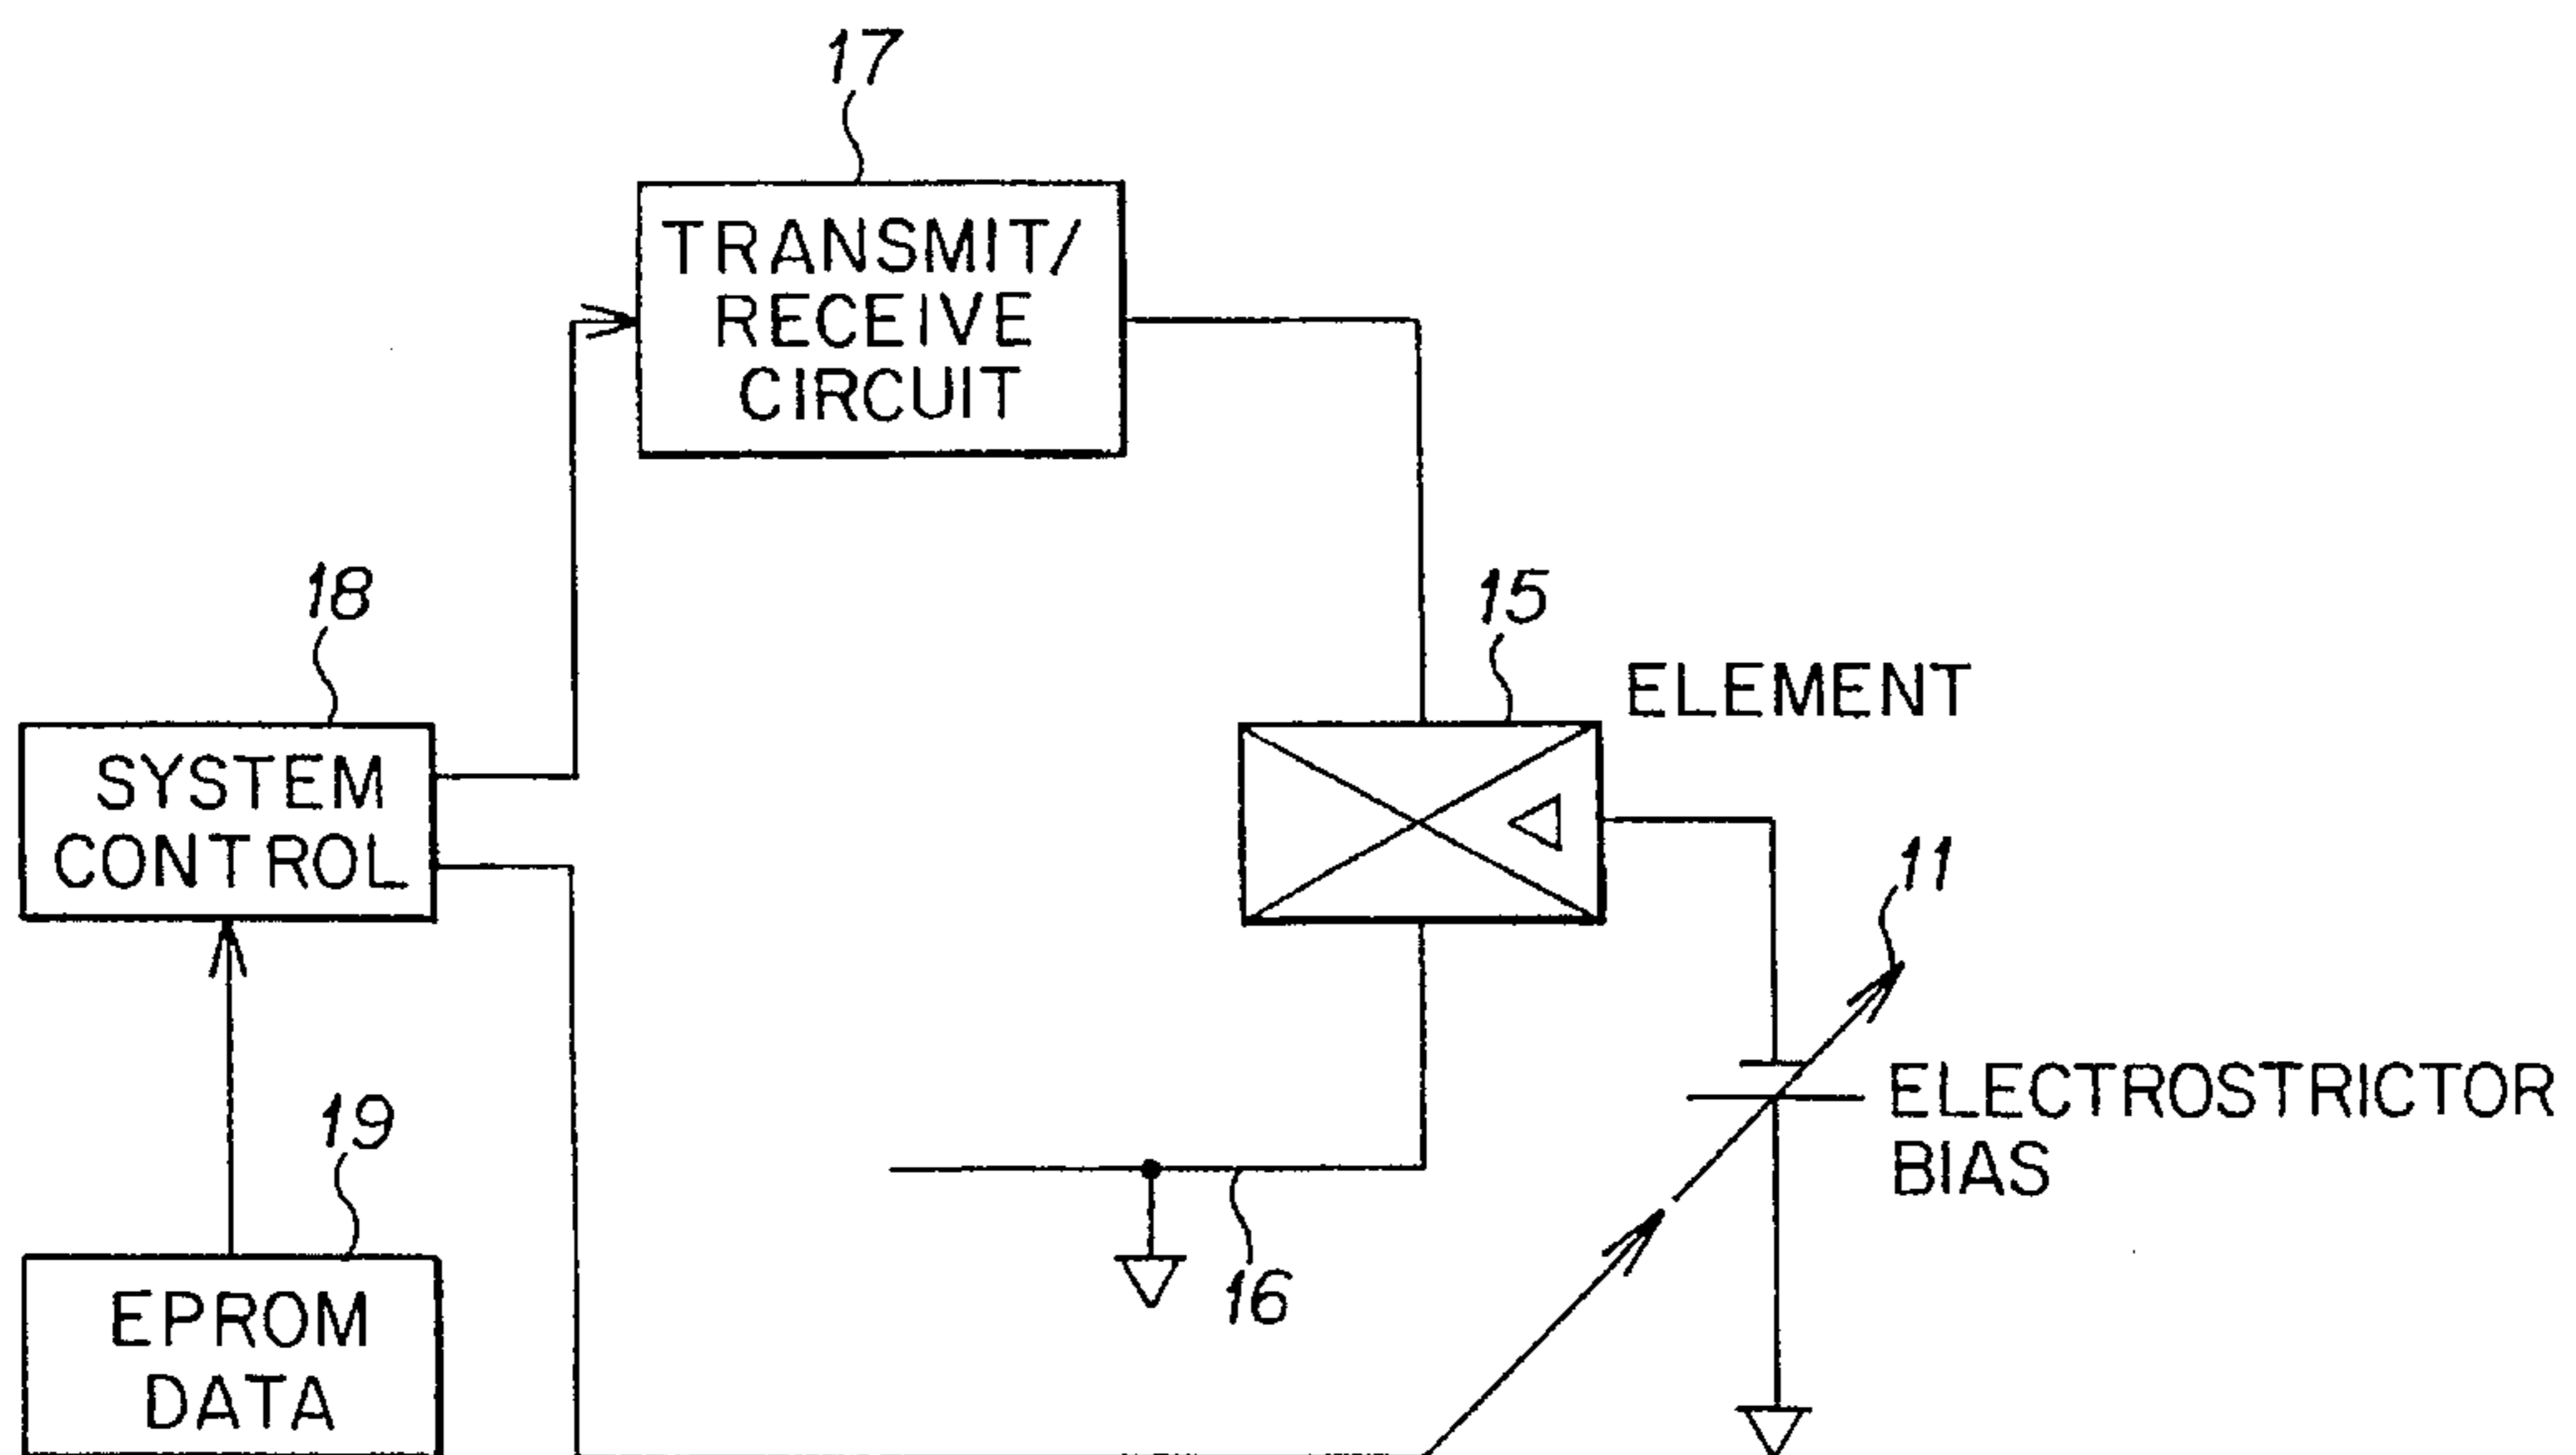 17
TRANSMIT/
RECEIVE
CIRCUIT
18
SYSTEM
CONTROL
15
ELEMENT
11
ELECTROSTRICTOR
BIAS
19
EPROM
DATA
16